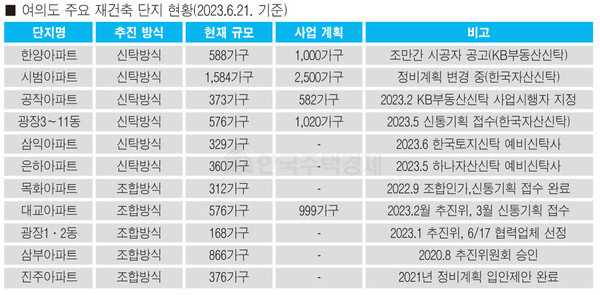 ■ 여의도 주요 재건축 단지 현황(2023.6.21. 기준)
단지명 추진 방식 현재 규모 사업 계획 비고
한양아파트 신탁방식 588가구 1,000가구 조만간 시공자 공고(KB부동산신탁)
시범아파트 신탁방식 1,584가구 2,500가구 정비계획 변경 중(한국자산신탁)
공작아파트 신탁방식 373가구 582가구 2023.2 KB부동산신탁 사업시행자 지정
광장3~11동 신탁방식 576가구 1,020가구 2023.5 신통기획 접수(한국자산신탁)
삼익아파트 신탁방식 329가구 - 2023.6 한국토지신탁 예비신탁사
은하아파트 신탁방식 360가구 - 2023.5 하나자산신탁 예비신탁사
목화아파트 조합방식 312가구 - 2022.9 조합인가,신통기획 접수 완료
대교아파트 조합방식 576가구 999가구 2023.2월 추진위, 3월 신통기획 접수
광장1·2동 조합방식 168가구 - 2023.1 추진위, 6/17 협력업체 선정
삼부아파트 조합방식 866가구 - 2020.8 추진위원회 승인
진주아파트 조합방식 376가구 - 2021년 정비계획 입안제안 완료
한국주택경제